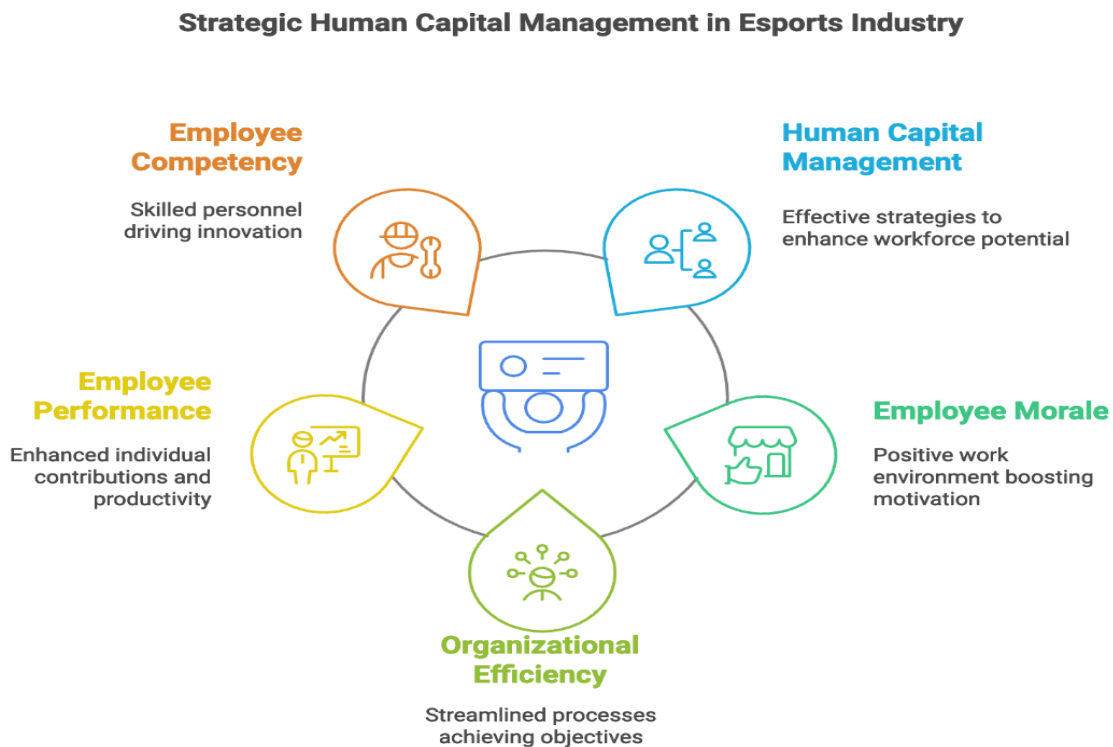 Strategic Human Capital Management in Esports Industry
Employee
Competency
Skilled personnel
driving innovation
Human Capital
Management
Effective strategies to
enhance workforce potential
Employee
Performance
Enhanced individual
contributions and
productivity
Employee Morale
Positive work
environment boosting
motivation
Organizational
Efficiency
Streamlined processes
achieving objectives